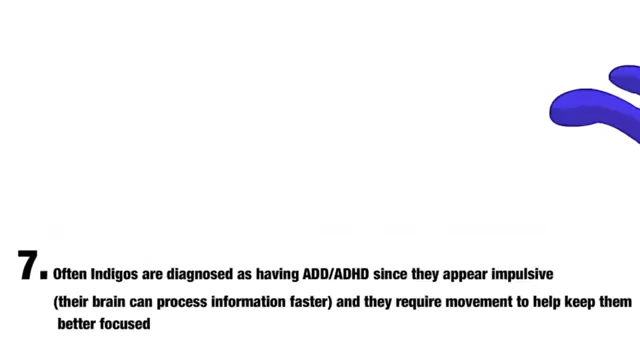 7. Often Indigos are diagnosed as having ADD/ADHD since they appear impulsive
(their brain can process information faster) and they require movement to help keep them
better focused